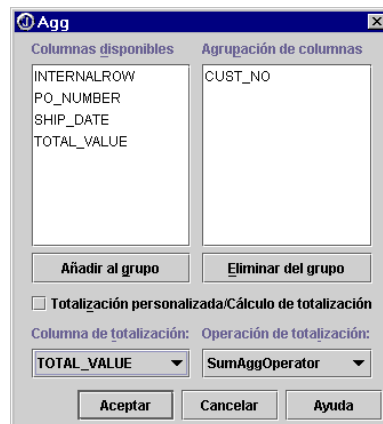 Agg
Columnas disponibles Agrupación de columnas
INTERNALROW CUST_NO
PO_NUMBER
SHIP_DATE
TOTAL_VALUE
Añadir al grupo Eliminar del grupo
Totalización personalizada/Cálculo de totalización
Columna de totalización: Operación de totalización:
TOTAL_VALUE SumAggOperator
Aceptar Cancelar Ayuda